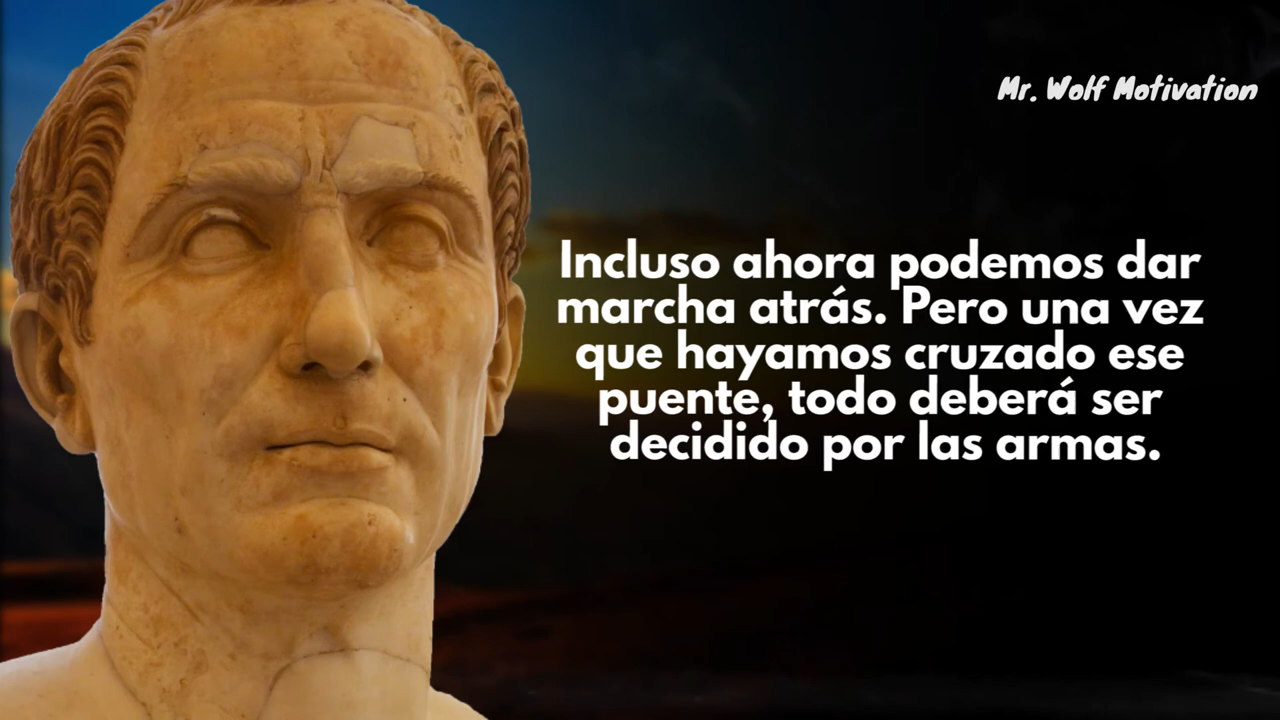 Mr. Wolf Motivation
Incluso ahora podemos dar
marcha atrás. Pero una vez
que hayamos cruzado ese
puente, todo deberá ser
decidido por las armas.